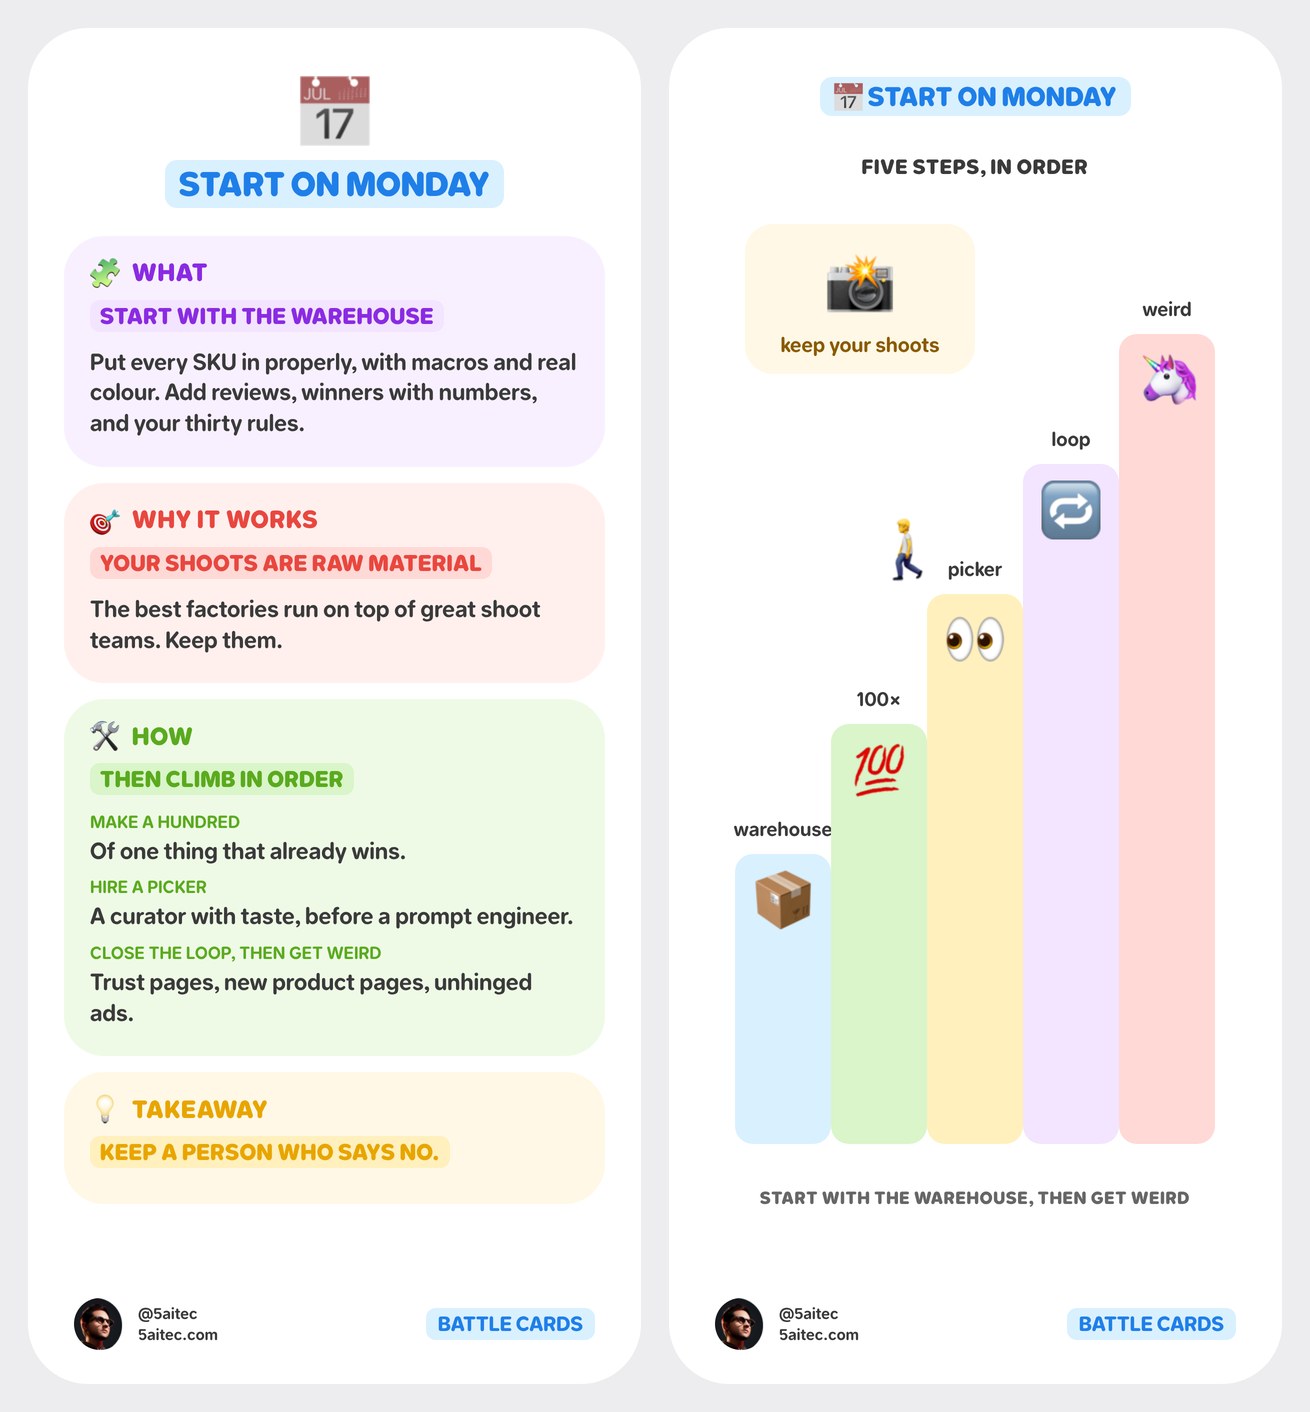 JUL
17
START ON MONDAY
WHAT
START WITH THE WAREHOUSE
Put every SKU in properly, with macros and real
colour. Add reviews, winners with numbers,
and your thirty rules.
WHY IT WORKS
YOUR SHOOTS ARE RAW MATERIAL
The best factories run on top of great shoot
teams. Keep them.
HOW
THEN CLIMB IN ORDER
MAKE A HUNDRED
Of one thing that already wins.
HIRE A PICKER
A curator with taste, before a prompt engineer.
CLOSE THE LOOP, THEN GET WEIRD
Trust pages, new product pages, unhinged
ads.
TAKEAWAY
KEEP A PERSON WHO SAYS NO.
@5aitec
5aitec.com
BATTLE CARDS
JUL
17
START ON MONDAY
FIVE STEPS, IN ORDER
keep your shoots
weird
loop
picker
100×
100
warehouse
START WITH THE WAREHOUSE, THEN GET WEIRD
@5aitec
5aitec.com
BATTLE CARDS